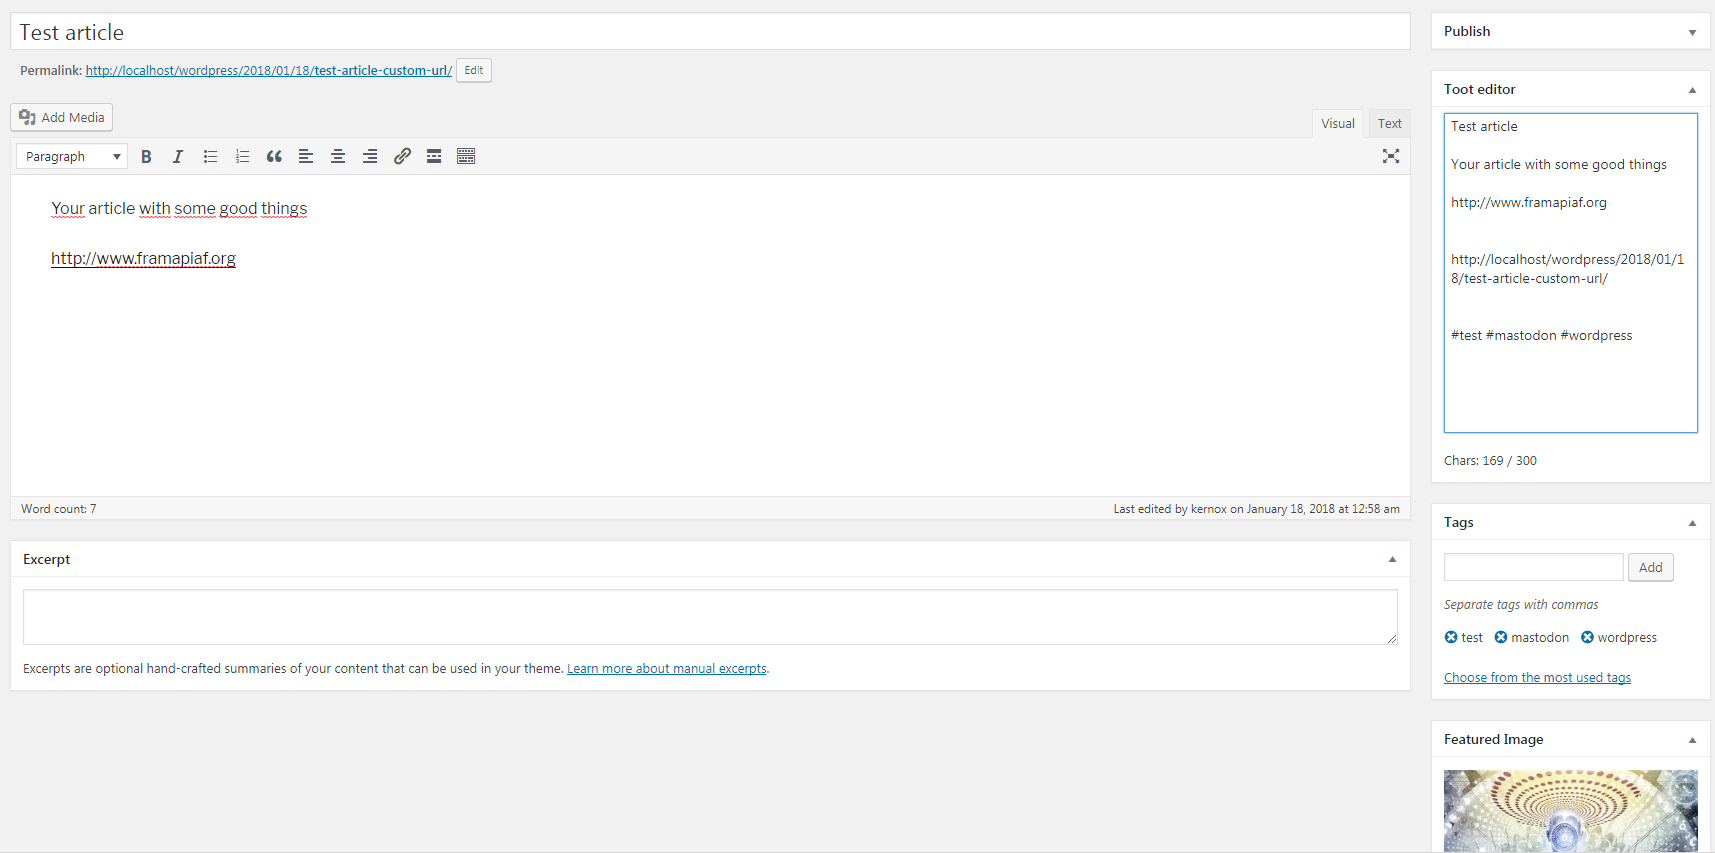 Test article
Permalink: http://localhost/wordpress/2018/01/18/test-article-custom-url/ Edit
Add Media
Visual Text
Paragraph B I
Your article with some good things
http://www.framapiaf.org
Word count: 7 Last edited by kernox on January 18, 2018 at 12:58 am
Excerpt
Excerpts are optional hand-crafted summaries of your content that can be used in your theme. Learn more about manual excerpts.
Publish
Toot editor
Test article
Your article with some good things
http://www.framapiaf.org
http://localhost/wordpress/2018/01/1
8/test-article-custom-url/
#test #mastodon #wordpress
Chars: 169 / 300
Tags
Add
Separate tags with commas
test mastodon wordpress
Choose from the most used tags
Featured Image